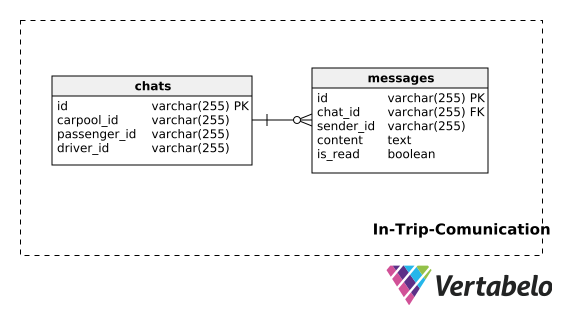 chats
id varchar(255) PK
carpool_id varchar(255)
passenger_id varchar(255)
driver_id varchar(255)
messages
id varchar(255) PK
chat_id varchar(255) FK
sender_id varchar(255)
content text
is_read boolean
In-Trip-Comunication
Vertabelo